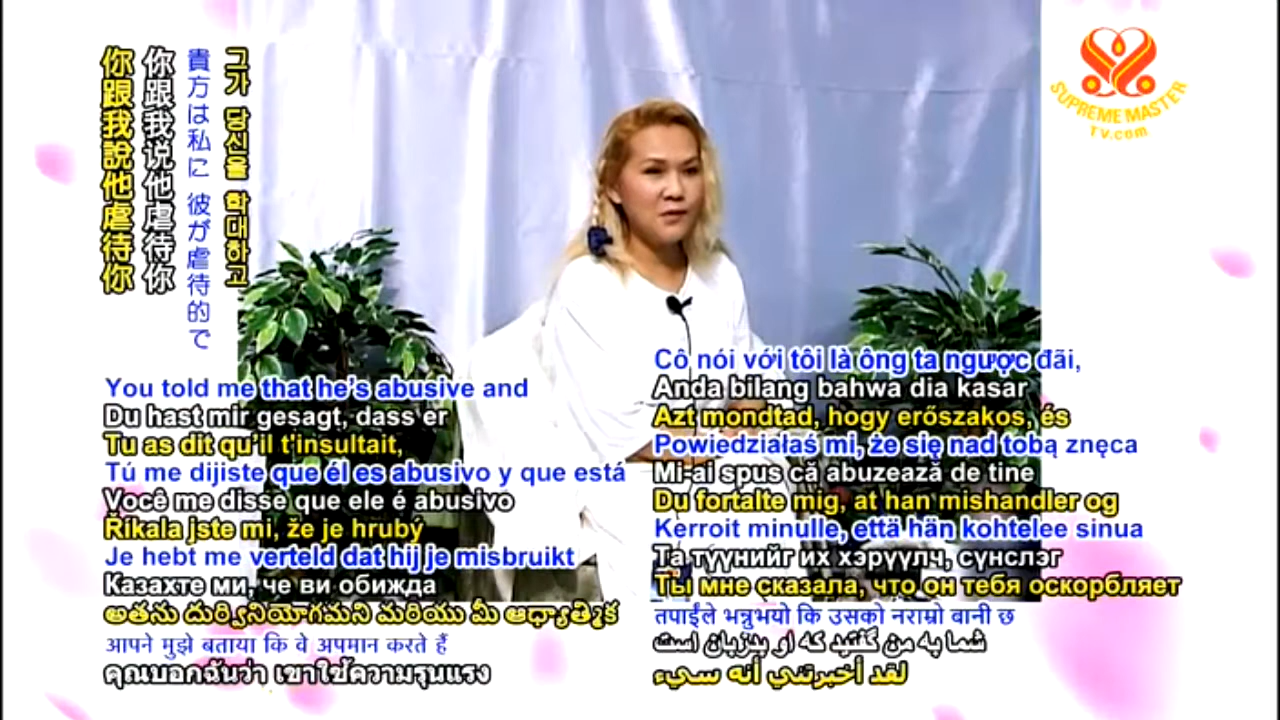 그가 당신을 학대하고
貴方は私に 彼が虐待的で
你跟我说他虐待你
你跟我說他虐待你
SUPREME MASTER
TV.com
You told me that he's abusive and
Du hast mir gesagt, dass er
Tu as dit qu'il t'insultait,
Tú me dijiste que él es abusivo y que está
Você me disse que ele é abusivo
Říkala jste mi, že je hrubý
Je hebt me verteld dat hij je misbruikt
Казахте ми, че ви обижда
అతను దుర్వినియోగమని మరియు మీ ఆధ్యాత్మిక
आपने मुझे बताया कि वे अपमान करते हैं
คุณบอกฉันว่า เขาใช้ความรุนแรง
Cô nói với tôi là ông ta ngược đãi,
Anda bilang bahwa dia kasar
Azt mondtad, hogy erőszakos, és
Powiedziałaś mi, że się nad tobą znęca
Mi-ai spus că abuzează de tine
Du fortalte mig, at han mishandler og
Kerroit minulle, että hän kohtelee sinua
Та түүнийг их хэрүүлч, сүнслэг
Ты мне сказала, что он тебя оскорбляет
तपाईंले भन्नुभयो कि उसको नराम्रो बानी छ
شما به من گفتید که او بدزبان است
لقد أخبرتني أنه سيء